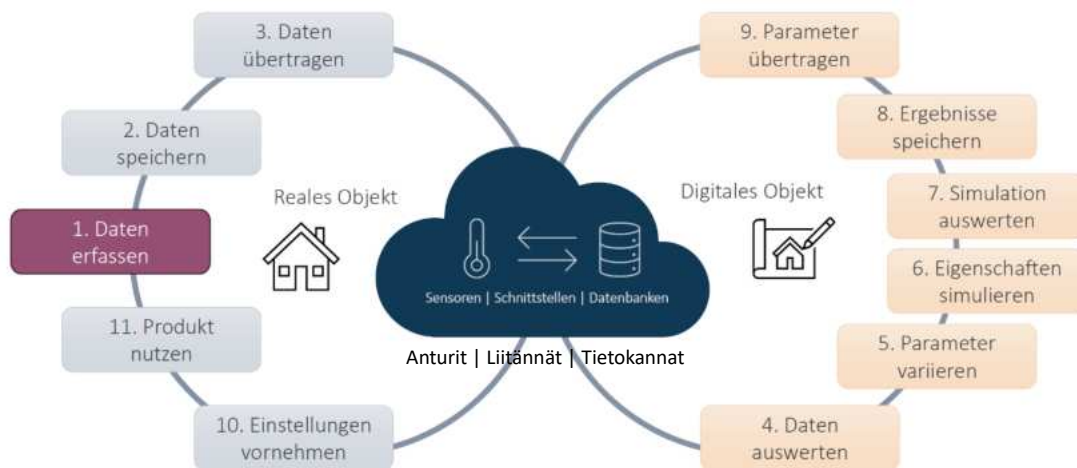 3. Daten
übertragen
2. Daten
speichern
1. Daten
erfassen
11. Produkt
nutzen
10. Einstellungen
vornehmen
Reales Objekt
Sensoren | Schnittstellen | Datenbanken
Anturit | Liitännät | Tietokannat
Digitales Objekt
9. Parameter
übertragen
8. Ergebnisse
speichern
7. Simulation
auswerten
6. Eigenschaften
simulieren
5. Parameter
variieren
4. Daten
auswerten